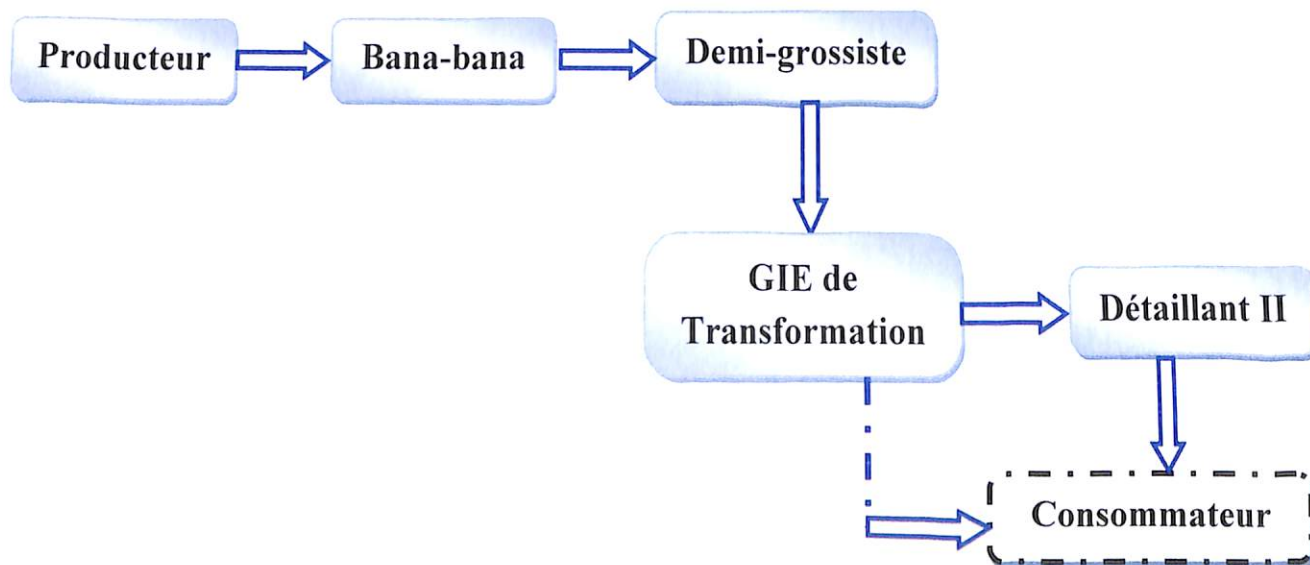 Producteur
Bana-bana
Demi-grossiste
GIE de
Transformation
Détaillant II
Consommateur